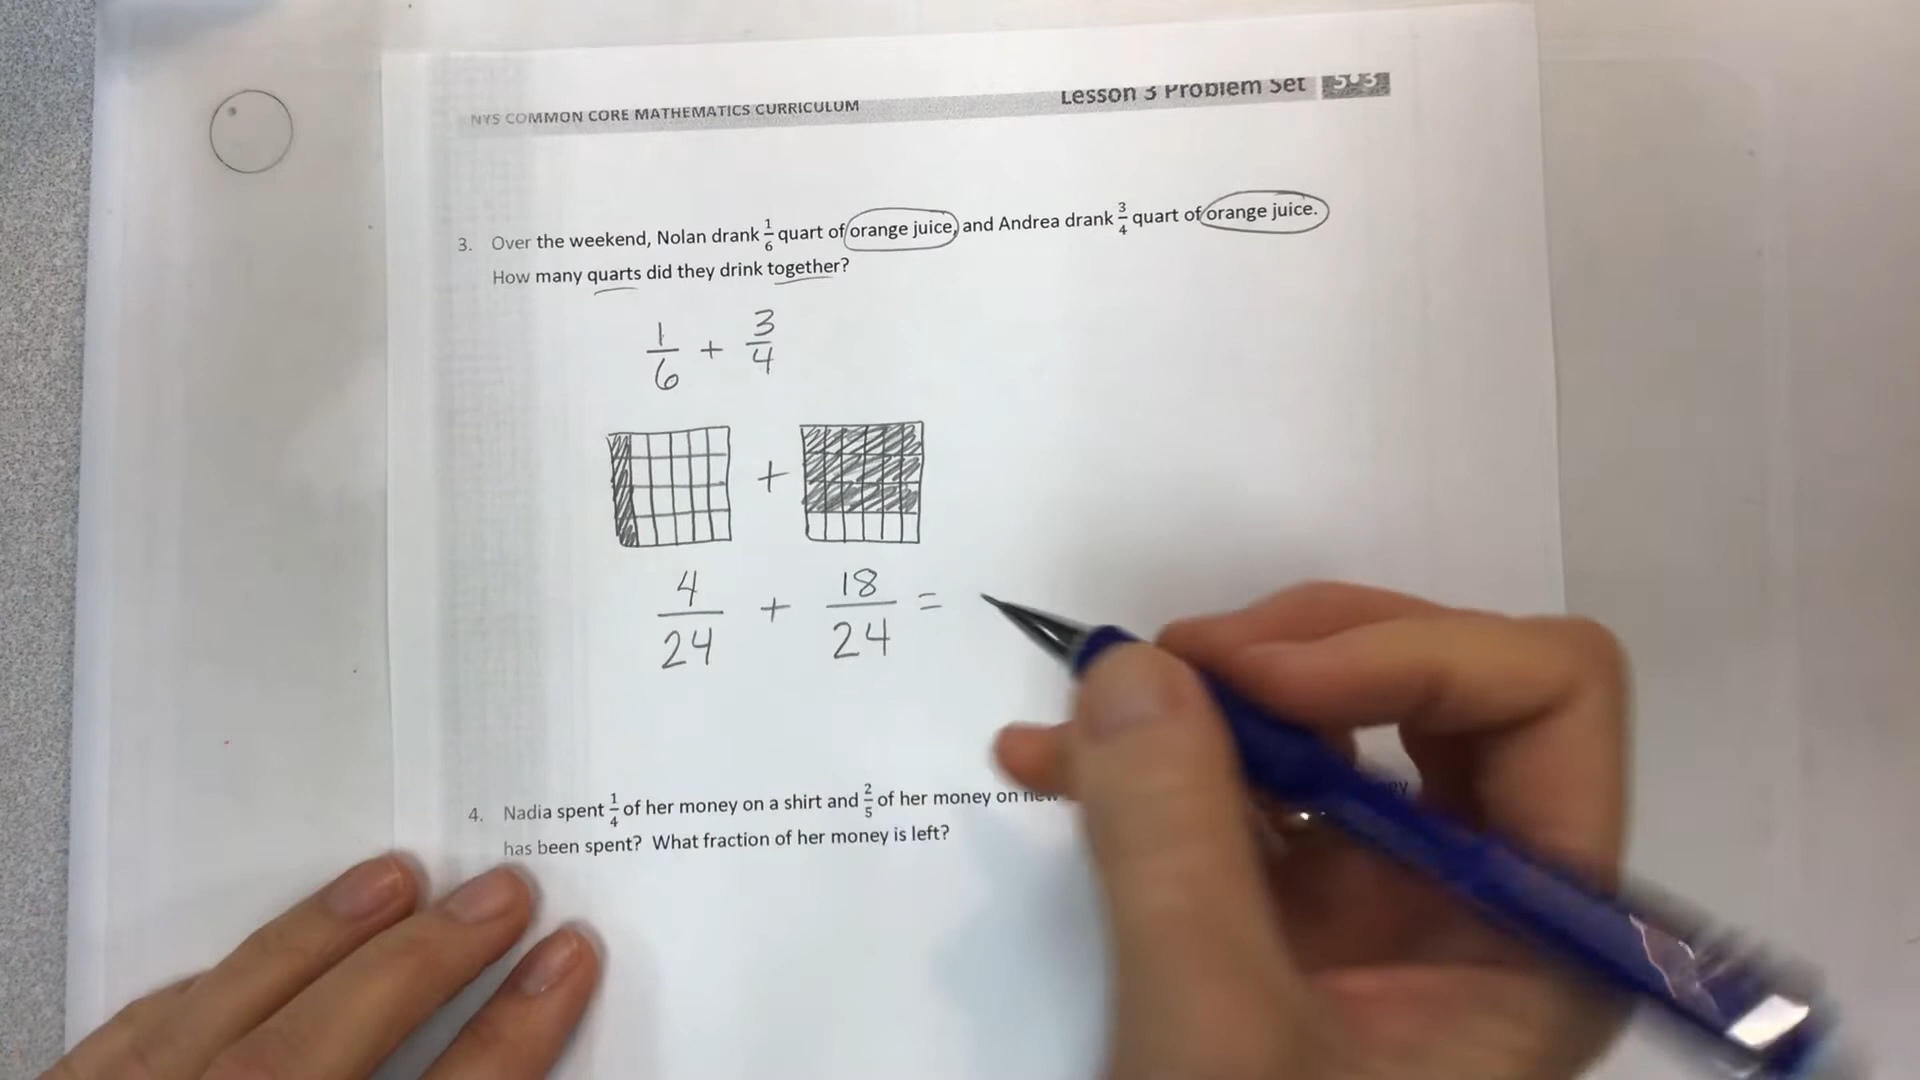 NYS COMMON CORE MATHEMATICS CURRICULUM Lesson 3 Problem Set
3. Over the weekend, Nolan drank 1/6 quart of orange juice, and Andrea drank 3/4 quart of orange juice.
How many quarts did they drink together?
1/6 + 3/4
+
4/24 + 18/24 =
4. Nadia spent 1/4 of her money on a shirt and 2/5 of her money on new
has been spent? What fraction of her money is left?